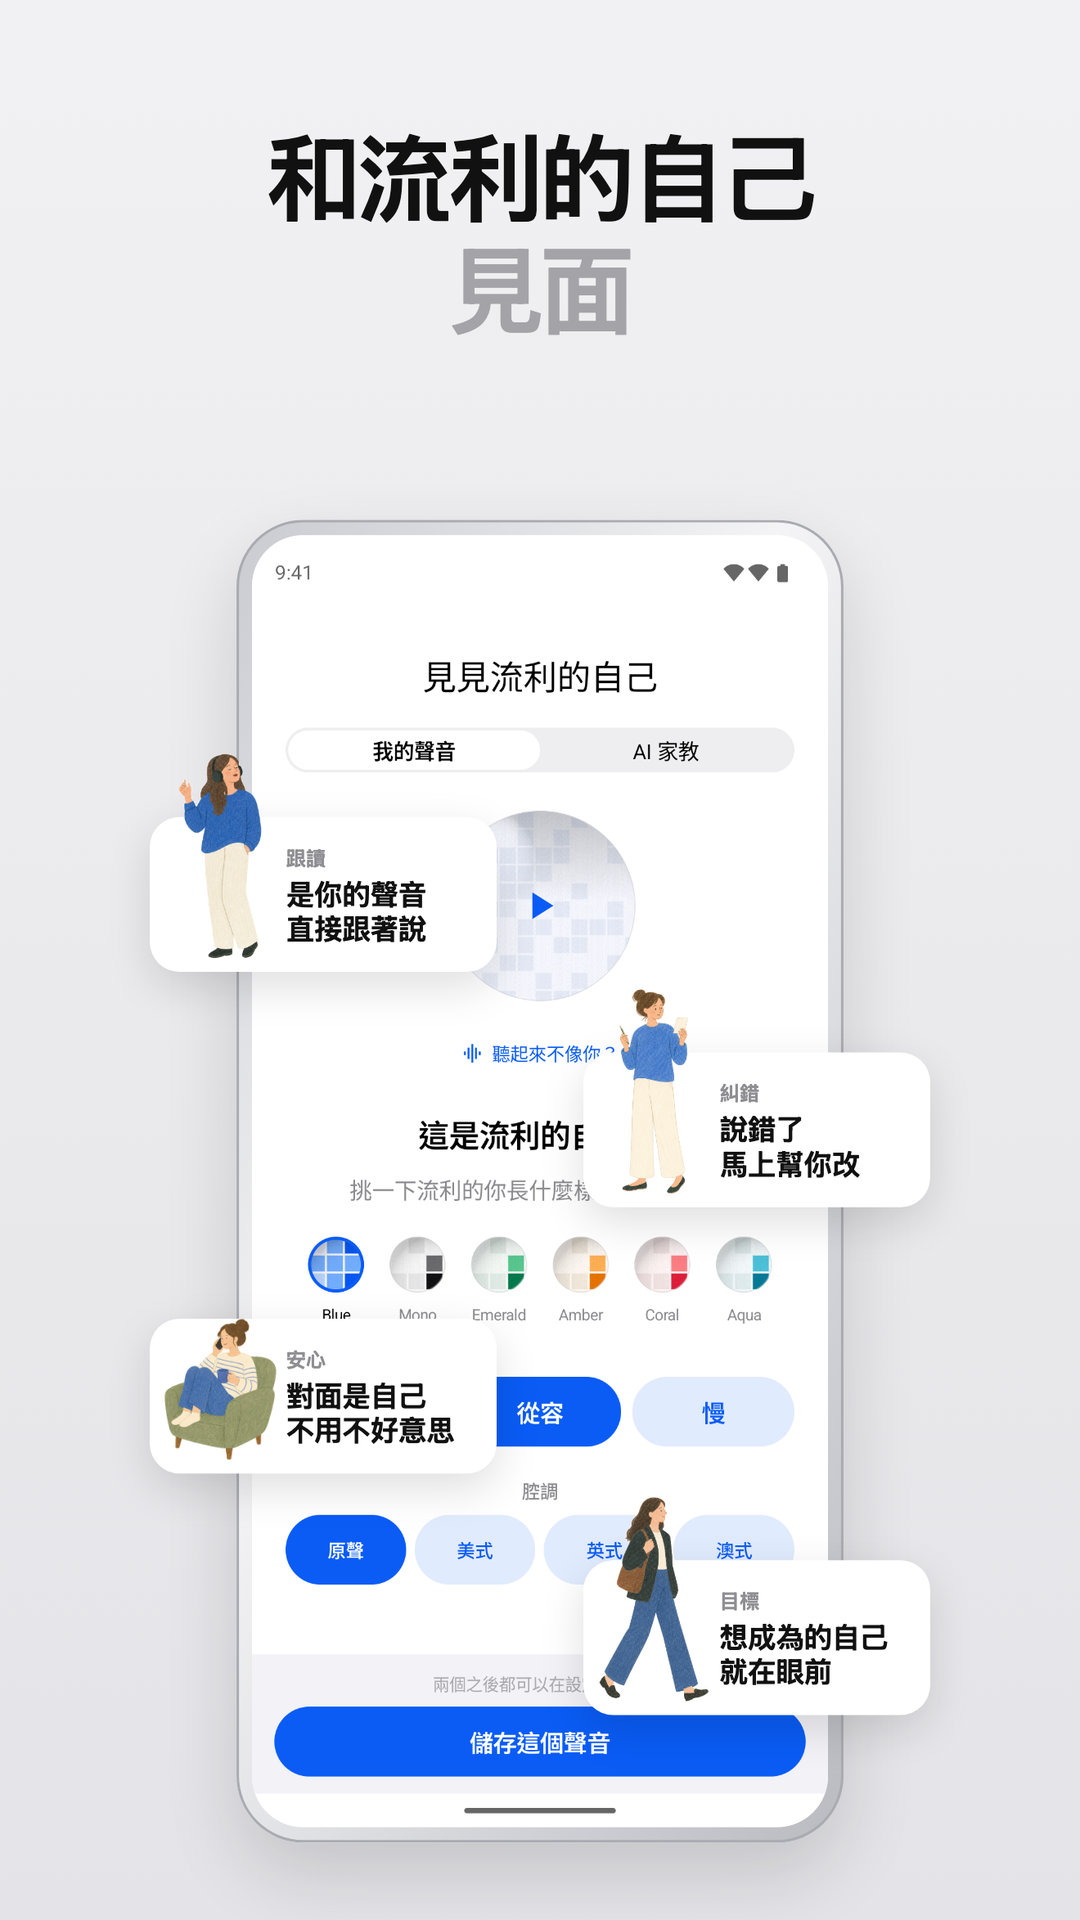 和流利的自己
見面
9:41
見見流利的自己
我的聲音
AI 家教
跟讀
是你的聲音
直接跟著說
聽起來不像你？
糾錯
說錯了
馬上幫你改
這是流利的
挑一下流利的你長什麼
Blue
Mono
Emerald
Amber
Coral
Aqua
安心
對面是自己
不用不好意思
從容
慢
腔調
原聲
美式
英式
澳式
目標
想成為的自己
就在眼前
兩個之後都可以在設
儲存這個聲音